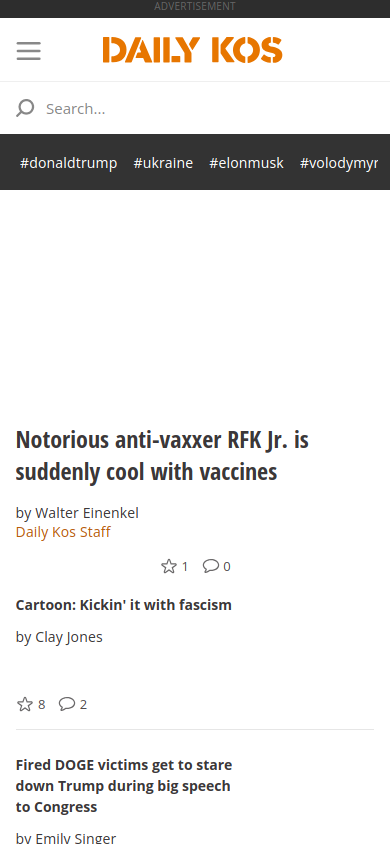 ADVERTISEMENT
DAILY KOS
Search...
#donaldtrump #ukraine #elonmusk #volodymyr
Notorious anti-vaxxer RFK Jr. is
suddenly cool with vaccines
by Walter Einenkel
Daily Kos Staff
1 0
Cartoon: Kickin' it with fascism
by Clay Jones
8 2
Fired DOGE victims get to stare
down Trump during big speech
to Congress
by Emily Singer